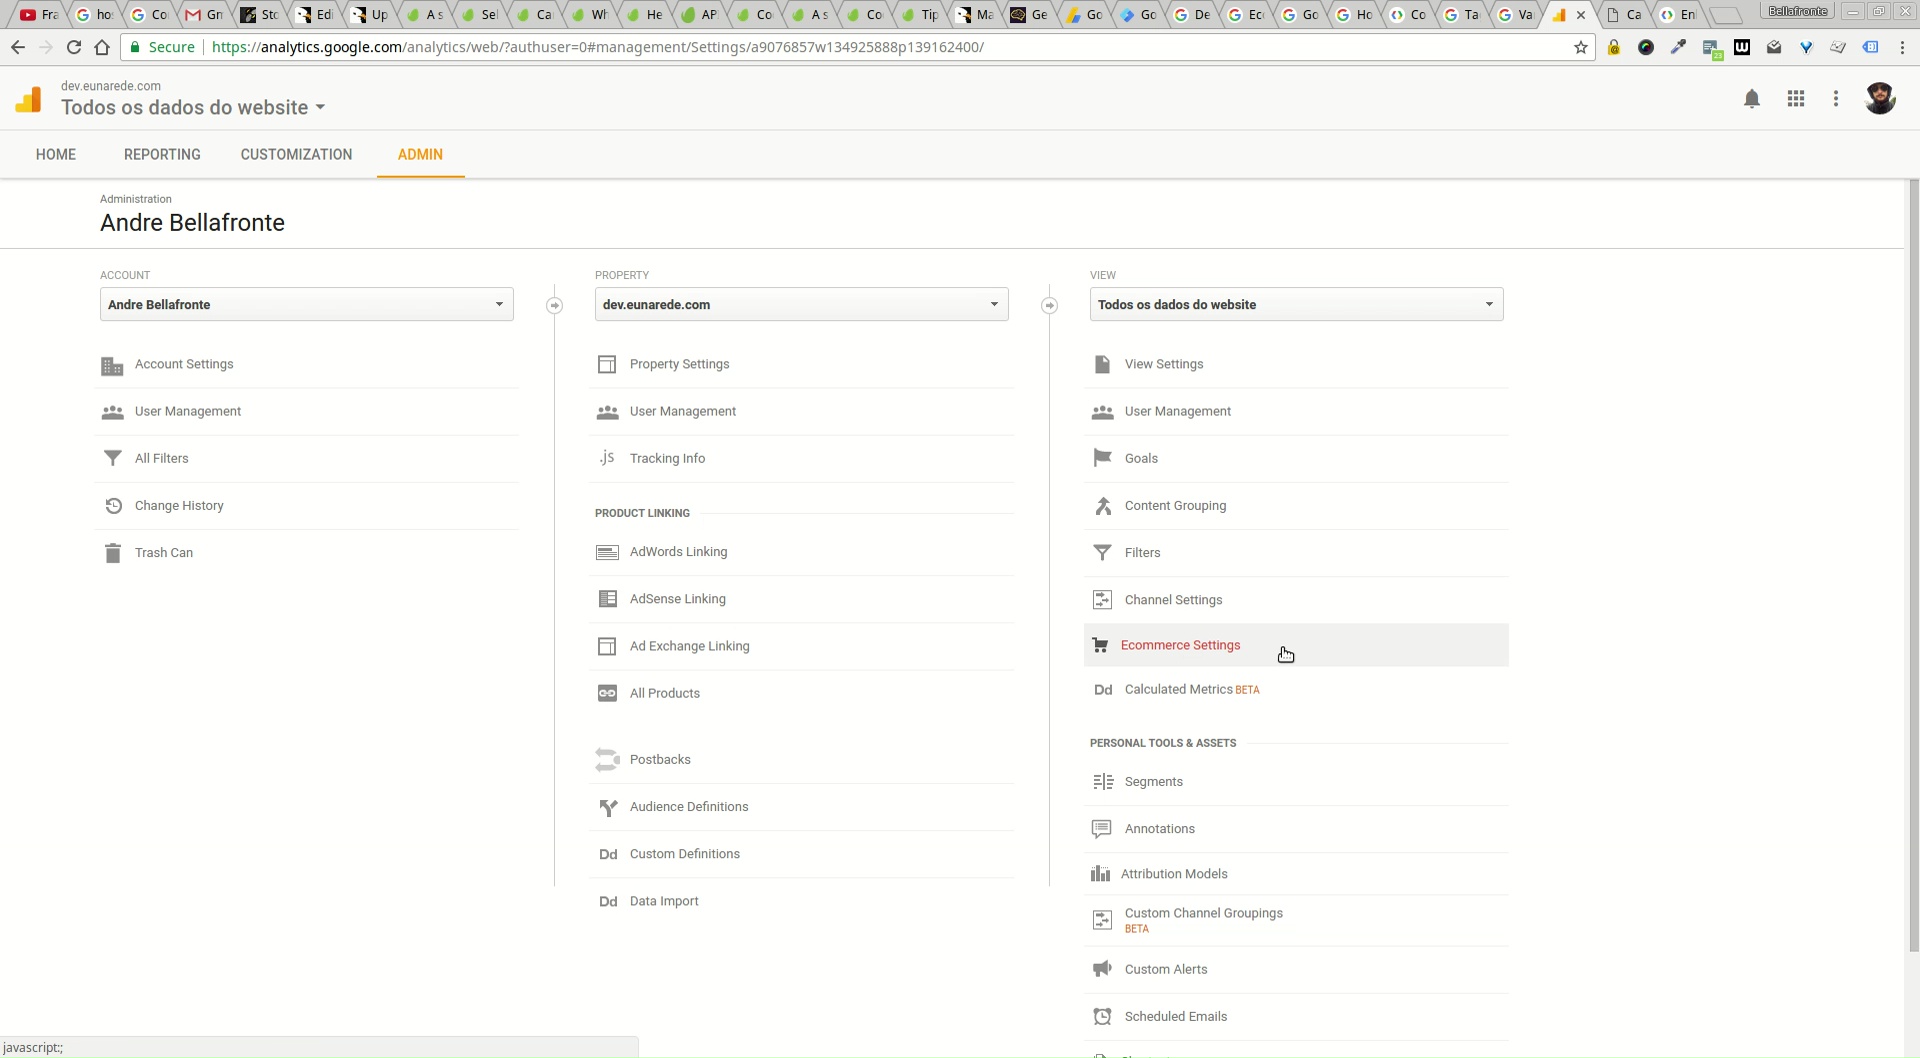 Fra
hos
Co
Gn
Sto
Edi
Up
A s
Sel
Ca
Wh
He
AP
Co
A s
Co
Tip
Ma
Ge
Go
Go
De
Ec
Go
Ho
Co
Ta
Va
Ca
En
Bellafronte
Secure
https://analytics.google.com/analytics/web/?authuser=0#management/Settings/a9076857w134925888p139162400/
dev.eunarede.com
Todos os dados do website
HOME
REPORTING
CUSTOMIZATION
ADMIN
Administration
Andre Bellafronte
ACCOUNT
Andre Bellafronte
Account Settings
User Management
All Filters
Change History
Trash Can
PROPERTY
dev.eunarede.com
Property Settings
User Management
.js Tracking Info
PRODUCT LINKING
AdWords Linking
AdSense Linking
Ad Exchange Linking
All Products
Postbacks
Audience Definitions
Dd Custom Definitions
Dd Data Import
VIEW
Todos os dados do website
View Settings
User Management
Goals
Content Grouping
Filters
Channel Settings
Ecommerce Settings
Dd Calculated Metrics BETA
PERSONAL TOOLS & ASSETS
Segments
Annotations
Attribution Models
Custom Channel Groupings
BETA
Custom Alerts
Scheduled Emails
javascript:;